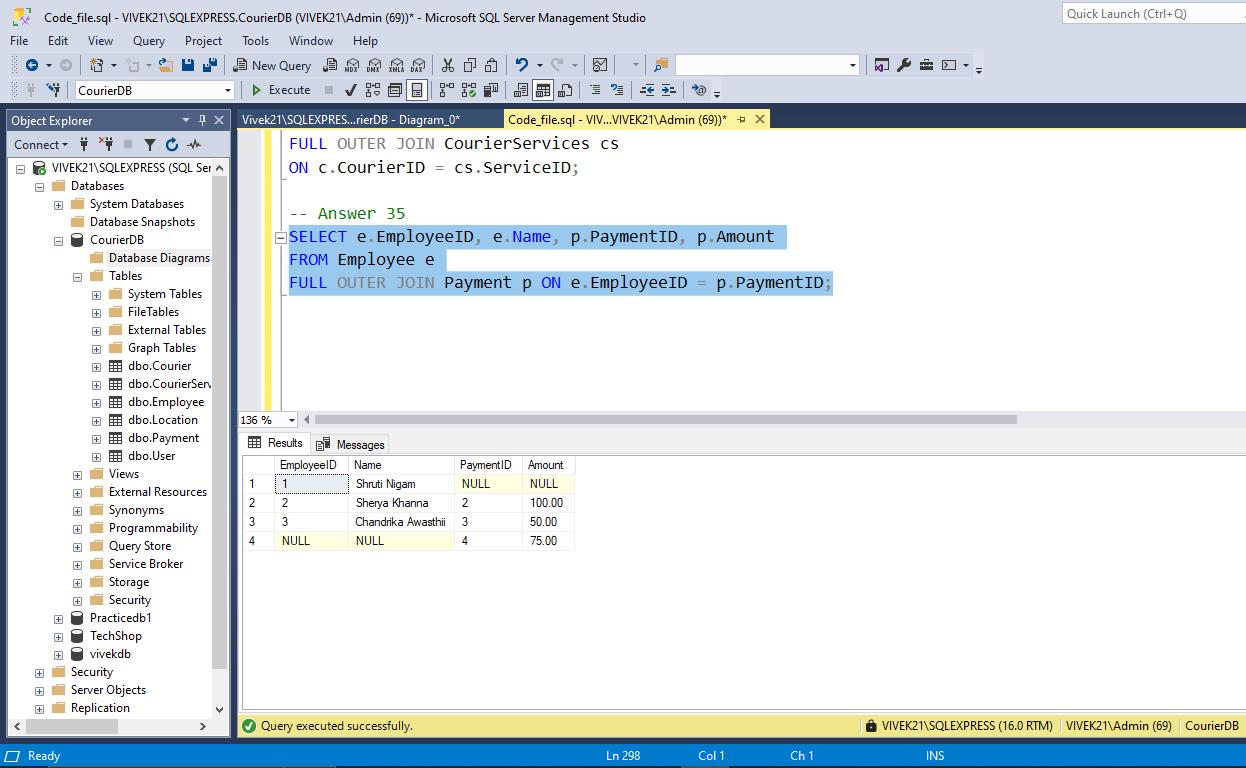 Code_file.sql - VIVEK21\SQLEXPRESS.CourierDB (VIVEK21\Admin (69))* - Microsoft SQL Server Management Studio
Quick Launch (Ctrl+Q)
File Edit View Query Project Tools Window Help
New Query MDX DMX XMLA DAX
CourierDB Execute
Object Explorer
Vivek21\SQLEXPRES...rierDB - Diagram_0*
Code_file.sql - VIV...VIVEK21\Admin (69))*
Connect
VIVEK21\SQLEXPRESS (SQL Ser
Databases
System Databases
Database Snapshots
CourierDB
Database Diagrams
Tables
System Tables
FileTables
External Tables
Graph Tables
dbo.Courier
dbo.CourierServ
dbo.Employee
dbo.Location
dbo.Payment
dbo.User
Views
External Resources
Synonyms
Programmability
Query Store
Service Broker
Storage
Security
Practicedb1
TechShop
vivekdb
Security
Server Objects
Replication
FULL OUTER JOIN CourierServices cs
ON c.CourierID = cs.ServiceID;
-- Answer 35
SELECT e.EmployeeID, e.Name, p.PaymentID, p.Amount
FROM Employee e
FULL OUTER JOIN Payment p ON e.EmployeeID = p.PaymentID;
136 %
Results Messages
EmployeeID Name PaymentID Amount
1 1 Shruti Nigam NULL NULL
2 2 Sherya Khanna 2 100.00
3 3 Chandrika Awasthii 3 50.00
4 NULL NULL 4 75.00
Query executed successfully. VIVEK21\SQLEXPRESS (16.0 RTM) VIVEK21\Admin (69) CourierDB
Ready Ln 298 Col 1 Ch 1 INS